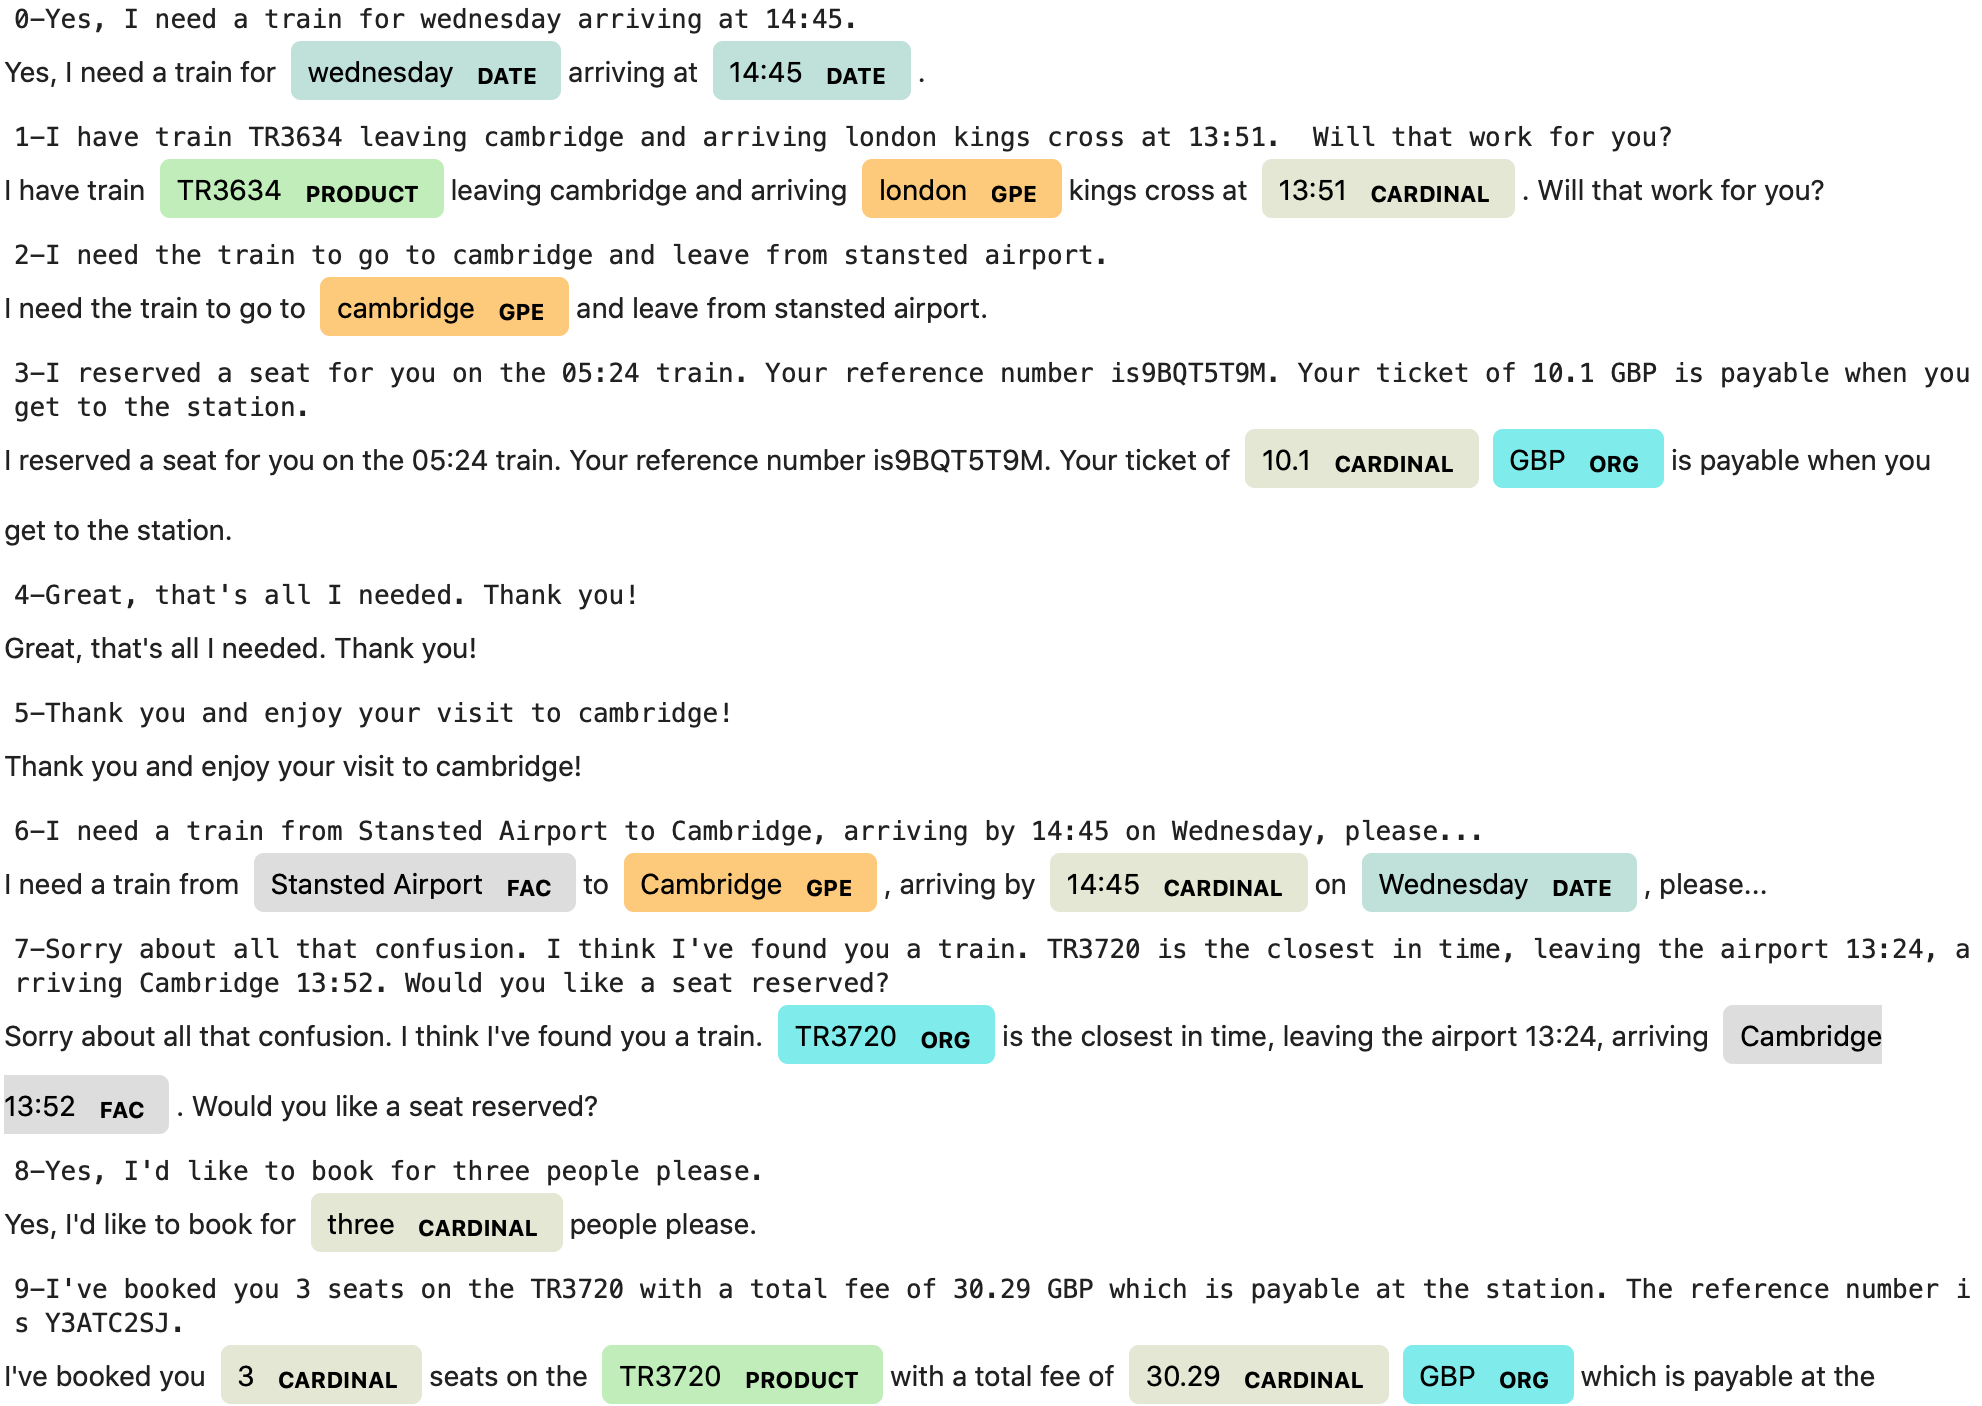 0-Yes, I need a train for wednesday arriving at 14:45.
Yes, I need a train for wednesday DATE arriving at 14:45 DATE .
1-I have train TR3634 leaving cambridge and arriving london kings cross at 13:51.  Will that work for you?
I have train TR3634 PRODUCT leaving cambridge and arriving london GPE kings cross at 13:51 CARDINAL . Will that work for you?
2-I need the train to go to cambridge and leave from stansted airport.
I need the train to go to cambridge GPE and leave from stansted airport.
3-I reserved a seat for you on the 05:24 train. Your reference number is9BQT5T9M. Your ticket of 10.1 GBP is payable when you
get to the station.
I reserved a seat for you on the 05:24 train. Your reference number is9BQT5T9M. Your ticket of 10.1 CARDINAL GBP ORG is payable when you
get to the station.
4-Great, that's all I needed. Thank you!
Great, that's all I needed. Thank you!
5-Thank you and enjoy your visit to cambridge!
Thank you and enjoy your visit to cambridge!
6-I need a train from Stansted Airport to Cambridge, arriving by 14:45 on Wednesday, please...
I need a train from Stansted Airport FAC to Cambridge GPE , arriving by 14:45 CARDINAL on Wednesday DATE , please...
7-Sorry about all that confusion. I think I've found you a train. TR3720 is the closest in time, leaving the airport 13:24, a
rriving Cambridge 13:52. Would you like a seat reserved?
Sorry about all that confusion. I think I've found you a train. TR3720 ORG is the closest in time, leaving the airport 13:24, arriving Cambridge
13:52 FAC . Would you like a seat reserved?
8-Yes, I'd like to book for three people please.
Yes, I'd like to book for three CARDINAL people please.
9-I've booked you 3 seats on the TR3720 with a total fee of 30.29 GBP which is payable at the station. The reference number i
s Y3ATC2SJ.
I've booked you 3 CARDINAL seats on the TR3720 PRODUCT with a total fee of 30.29 CARDINAL GBP ORG which is payable at the